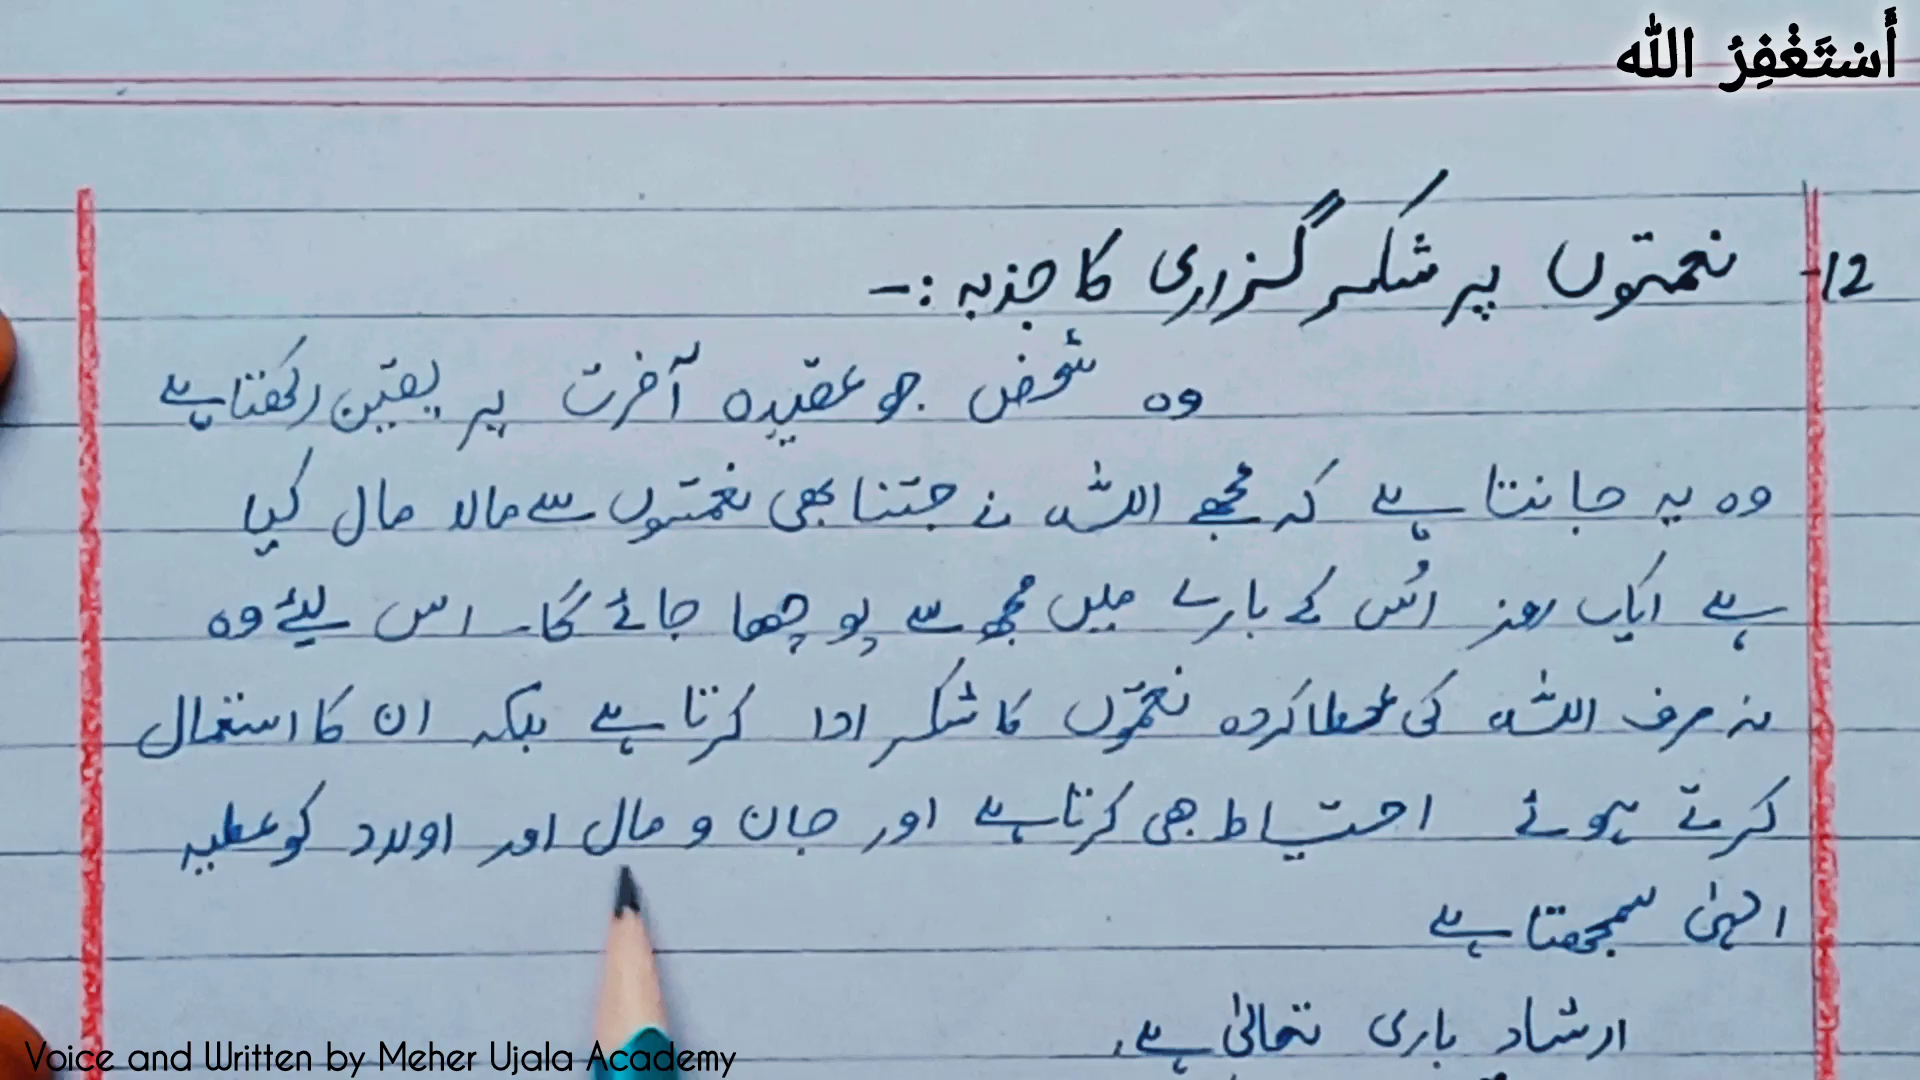 أَسْتَغْفِرُ اللّٰه
12- نعمتوں پر شکر گزاری کا جذبہ :-
وہ شخص جو عقیدہ آخرت پر یقین رکھتا ہے
وہ یہ جانتا ہے کہ مجھے اللہ نے جتنا بھی نعمتوں سے مالا مال کیا
ہے ایک روز اُس کے بارے میں مجھ سے پوچھا جائے گا۔ اس لیئے وہ
نہ صرف اللہ کی عطا کردہ نعمتوں کا شکر ادا کرتا ہے بلکہ ان کا استعمال
کرتے ہوئے احتیاط بھی کرتا ہے اور جان و مال اور اولاد کو عطیہ
الہٰی سمجھتا ہے
ارشاد باری تعالیٰ ہے۔
Voice and Written by Meher Ujala Academy